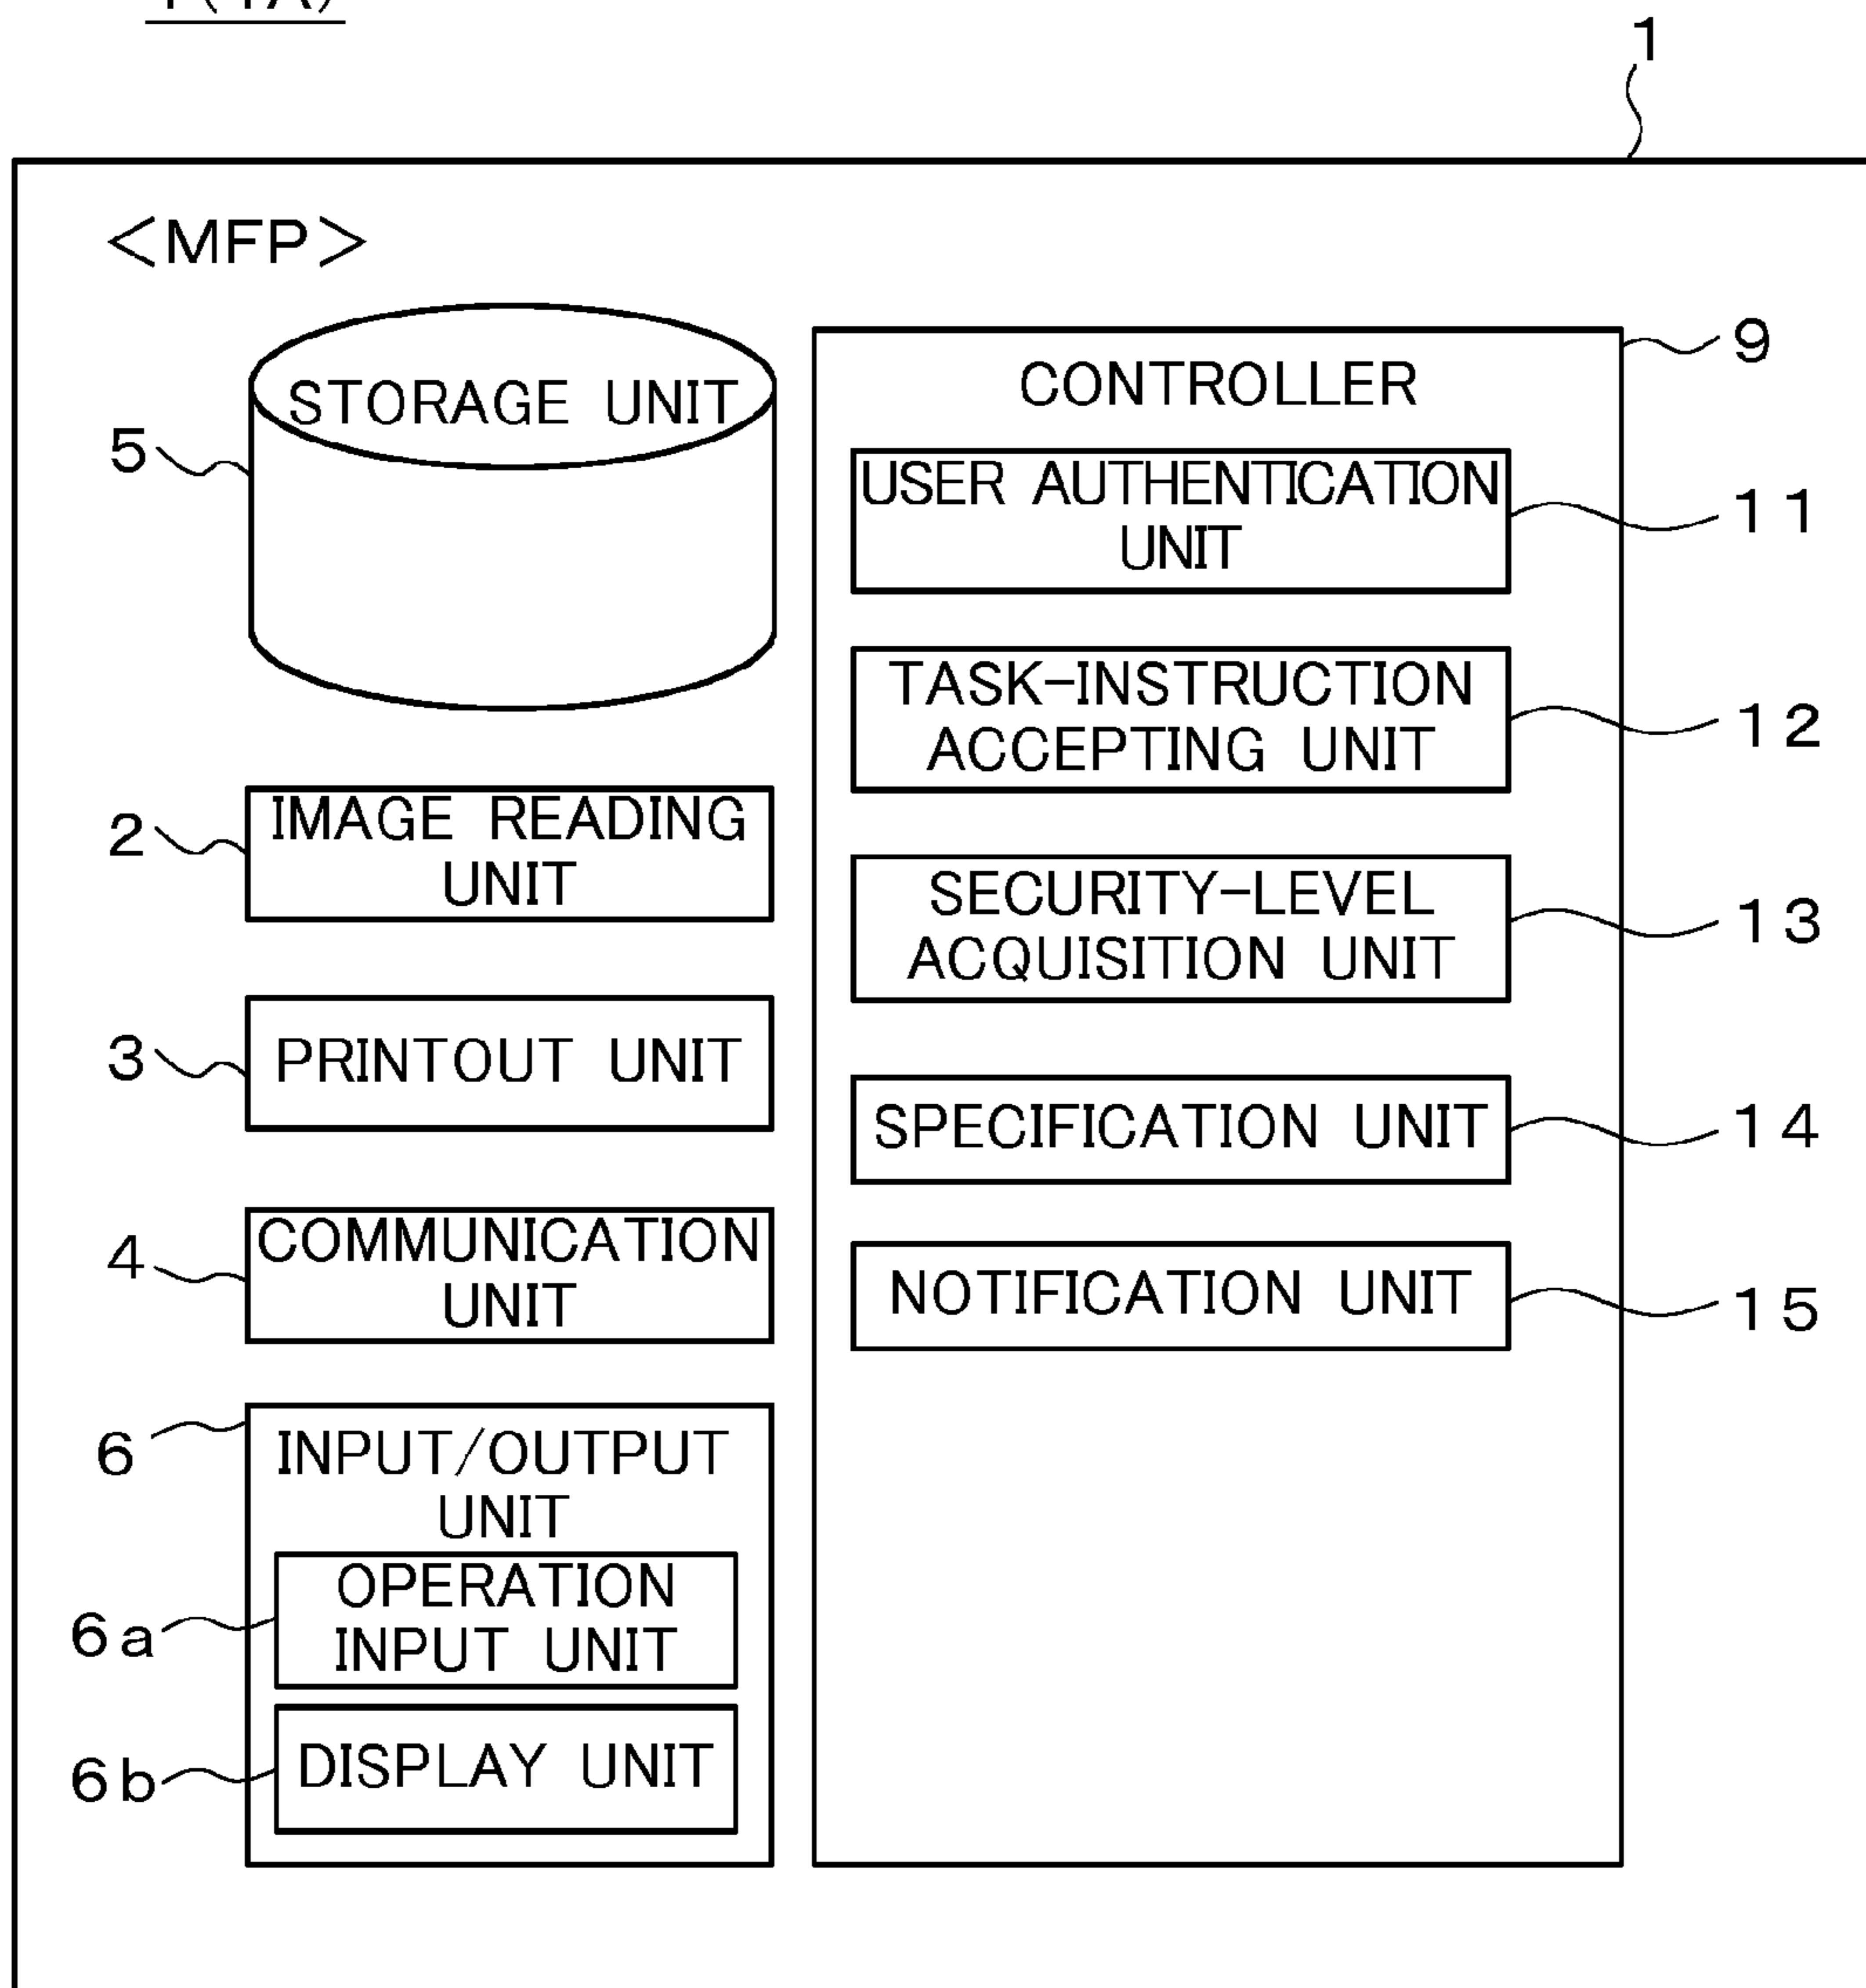 1
<MFP>
STORAGE UNIT
5
IMAGE READING
UNIT
2
PRINTOUT UNIT
3
COMMUNICATION
UNIT
4
6
INPUT/OUTPUT
UNIT
OPERATION
INPUT UNIT
6a
DISPLAY UNIT
6b
CONTROLLER
9
USER AUTHENTICATION
UNIT
11
TASK-INSTRUCTION
ACCEPTING UNIT
12
SECURITY-LEVEL
ACQUISITION UNIT
13
SPECIFICATION UNIT
14
NOTIFICATION UNIT
15